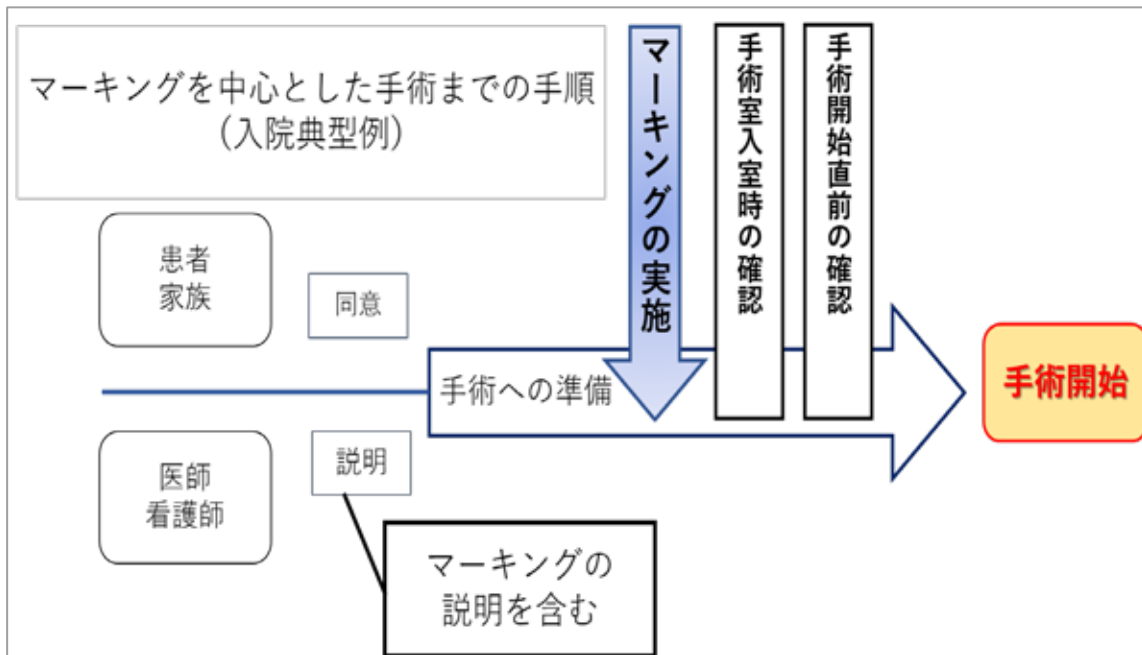 マーキングを中心とした手術までの手順
（入院典型例）
マーキングの実施
手術室入室時の確認
手術開始直前の確認
患者
家族
同意
手術への準備
手術開始
医師
看護師
説明
マーキングの
説明を含む